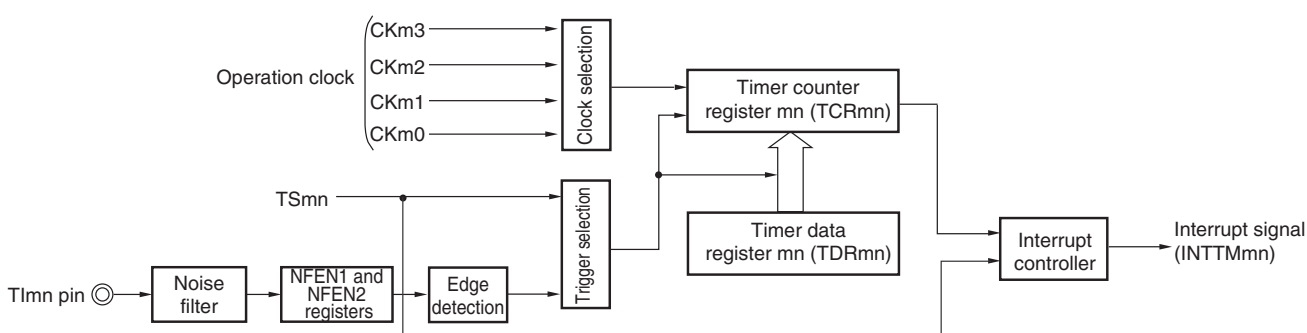 CKm3
CKm2
Operation clock
CKm1
CKm0
Clock selection
Timer counter
register mn (TCRmn)
TSmn
Trigger selection
Timer data
register mn (TDRmn)
Interrupt
controller
Interrupt signal
(INTTMmn)
TImn pin
Noise
filter
NFEN1 and
NFEN2
registers
Edge
detection